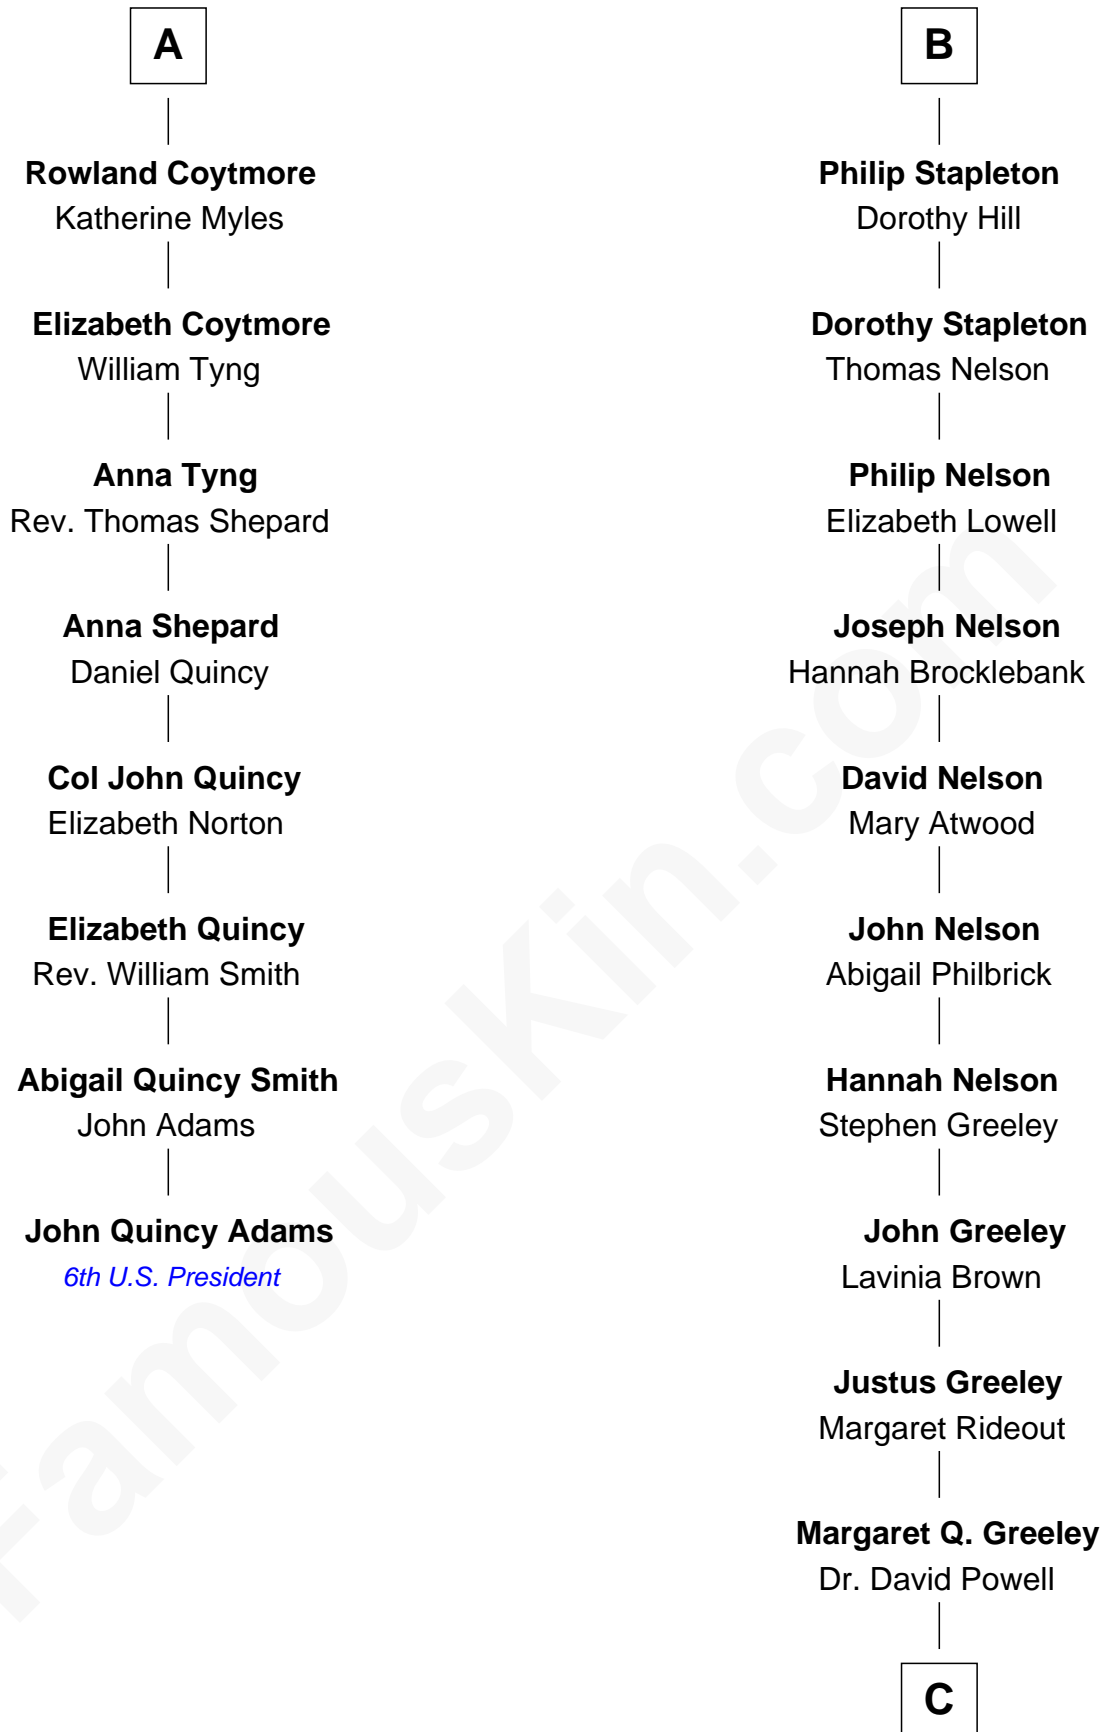 A
Rowland Coytmore
Katherine Myles
Elizabeth Coytmore
William Tyng
Anna Tyng
Rev. Thomas Shepard
Anna Shepard
Daniel Quincy
Col John Quincy
Elizabeth Norton
Elizabeth Quincy
Rev. William Smith
Abigail Quincy Smith
John Adams
John Quincy Adams
6th U.S. President
B
Philip Stapleton
Dorothy Hill
Dorothy Stapleton
Thomas Nelson
Philip Nelson
Elizabeth Lowell
Joseph Nelson
Hannah Brocklebank
David Nelson
Mary Atwood
John Nelson
Abigail Philbrick
Hannah Nelson
Stephen Greeley
John Greeley
Lavinia Brown
Justus Greeley
Margaret Rideout
Margaret Q. Greeley
Dr. David Powell
C
FamousKin.com